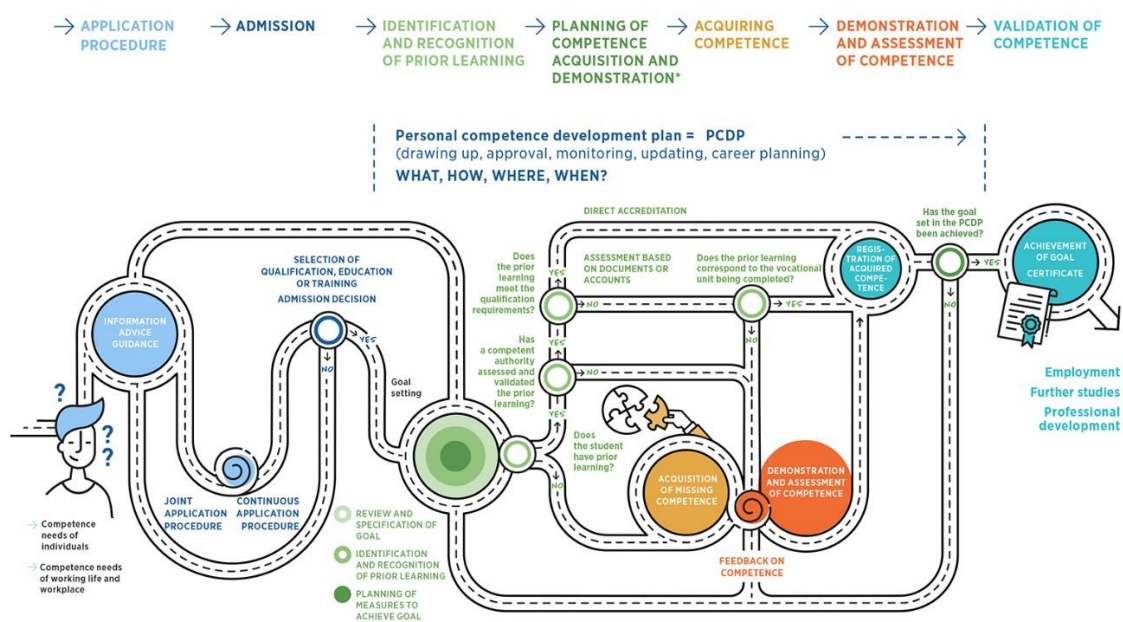 APPLICATION
PROCEDURE
ADMISSION
IDENTIFICATION
AND RECOGNITION
OF PRIOR LEARNING
PLANNING OF
COMPETENCE
ACQUISITION AND
DEMONSTRATION*
ACQUIRING
COMPETENCE
DEMONSTRATION
AND ASSESSMENT
OF COMPETENCE
VALIDATION OF
COMPETENCE
Personal competence development plan = PCDP
(drawing up, approval, monitoring, updating, career planning)
WHAT, HOW, WHERE, WHEN?
INFORMATION
ADVICE
GUIDANCE
?
?
?
Competence
needs of
individuals
Competence needs
of working life and
workplace
JOINT
APPLICATION
PROCEDURE
CONTINUOUS
APPLICATION
PROCEDURE
SELECTION OF
QUALIFICATION, EDUCATION
OR TRAINING
ADMISSION DECISION
YES
NO
Goal
setting
REVIEW AND
SPECIFICATION OF
GOAL
IDENTIFICATION
AND RECOGNITION
OF PRIOR LEARNING
PLANNING OF
MEASURES TO
ACHIEVE GOAL
Does
the student
have prior
learning?
YES
NO
Has
a competent
authority
assessed and
validated
the prior
learning?
YES
NO
Does
the prior
learning
meet the
qualification
requirements?
YES
NO
DIRECT ACCREDITATION
ASSESSMENT BASED
ON DOCUMENTS OR
ACCOUNTS
Does the prior learning
correspond to the vocational
unit being completed?
YES
NO
ACQUISITION
OF MISSING
COMPETENCE
DEMONSTRATION
AND ASSESSMENT
OF COMPETENCE
FEEDBACK ON
COMPETENCE
REGIS-
TRATION OF
ACQUIRED
COMPE-
TENCE
Has the goal
set in the PCDP
been achieved?
YES
NO
ACHIEVEMENT
OF GOAL
CERTIFICATE
Employment
Further studies
Professional
development